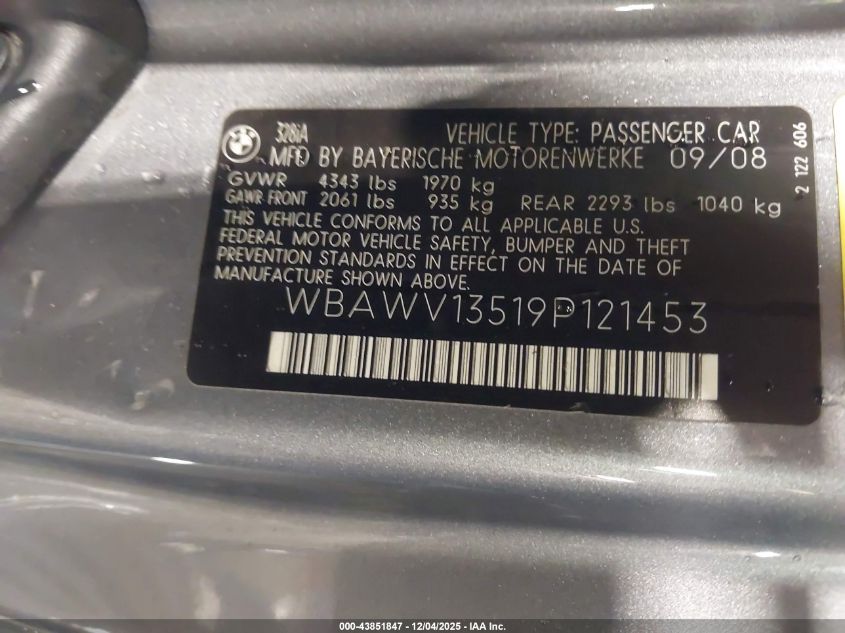 BMW
328iA VEHICLE TYPE: PASSENGER CAR
MFD BY BAYERISCHE MOTORENWERKE 09/08
GVWR 4343 lbs 1970 kg
GAWR FRONT 2061 lbs 935 kg REAR 2293 lbs 1040 kg
THIS VEHICLE CONFORMS TO ALL APPLICABLE U.S.
FEDERAL MOTOR VEHICLE SAFETY, BUMPER AND THEFT
PREVENTION STANDARDS IN EFFECT ON THE DATE OF
MANUFACTURE SHOWN ABOVE.
WBAWV13519P121453
2 122 606
000-43851847 - 12/04/2025 - IAA Inc.